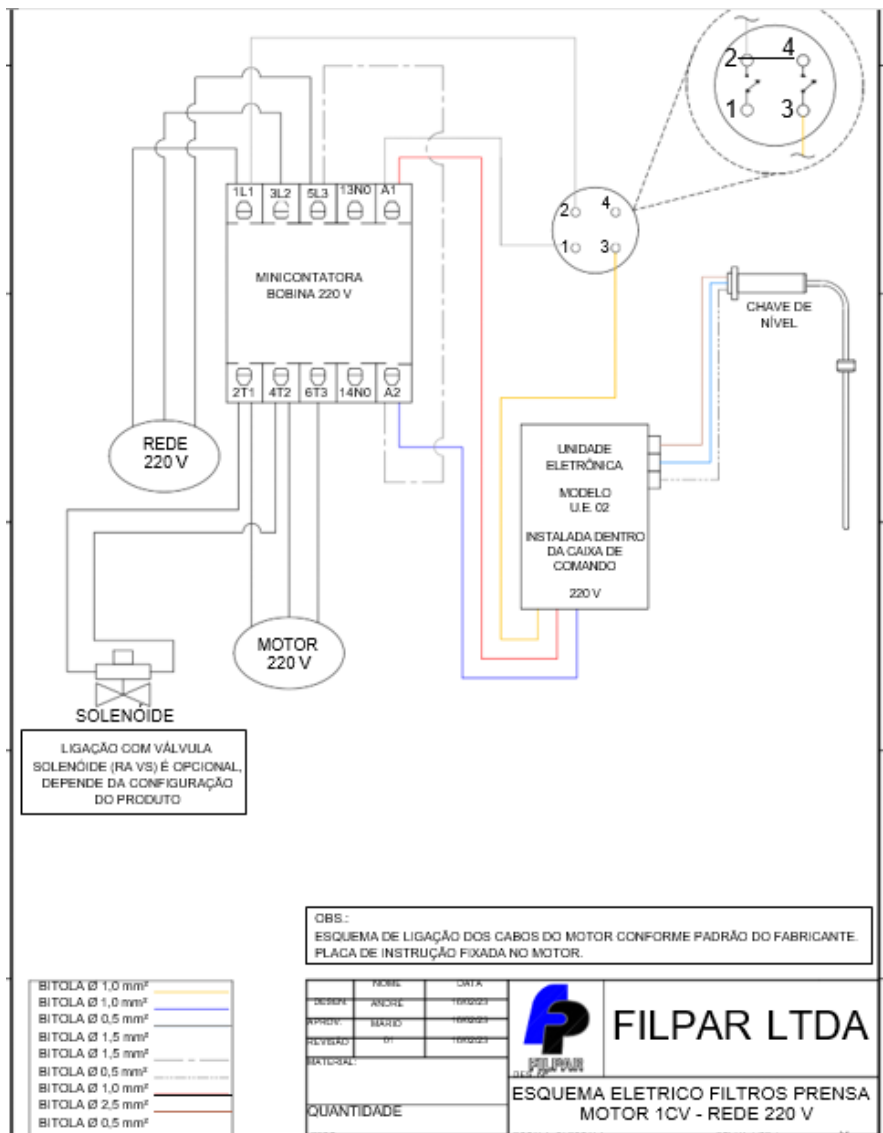 2 4
1 3
1L1 3L2 5L3 13N0 A1
MINICONTATORA
BOBINA 220 V
2T1 4T2 6T3 14N0 A2
2 4
1 3
CHAVE DE
NÍVEL
REDE
220 V
UNIDADE
ELETRÔNICA
MODELO
U.E. 02
INSTALADA DENTRO
DA CAIXA DE
COMANDO
220 V
MOTOR
220 V
SOLENÓIDE
LIGAÇÃO COM VÁLVULA
SOLENÓIDE (RA VS) É OPCIONAL,
DEPENDE DA CONFIGURAÇÃO
DO PRODUTO
OBS.:
ESQUEMA DE LIGAÇÃO DOS CABOS DO MOTOR CONFORME PADRÃO DO FABRICANTE.
PLACA DE INSTRUÇÃO FIXADA NO MOTOR.
BITOLA Ø 1,0 mm²
BITOLA Ø 1,0 mm²
BITOLA Ø 0,5 mm²
BITOLA Ø 1,5 mm²
BITOLA Ø 1,5 mm²
BITOLA Ø 0,5 mm²
BITOLA Ø 1,0 mm²
BITOLA Ø 2,5 mm²
BITOLA Ø 0,5 mm²
NOME DATA
DESEN. ANDRÉ
APROV. MARIO
REVISÃO 01
MATERIAL:
QUANTIDADE
FILPAR
FILPAR LTDA
DES. Nº
ESQUEMA ELETRICO FILTROS PRENSA
MOTOR 1CV - REDE 220 V